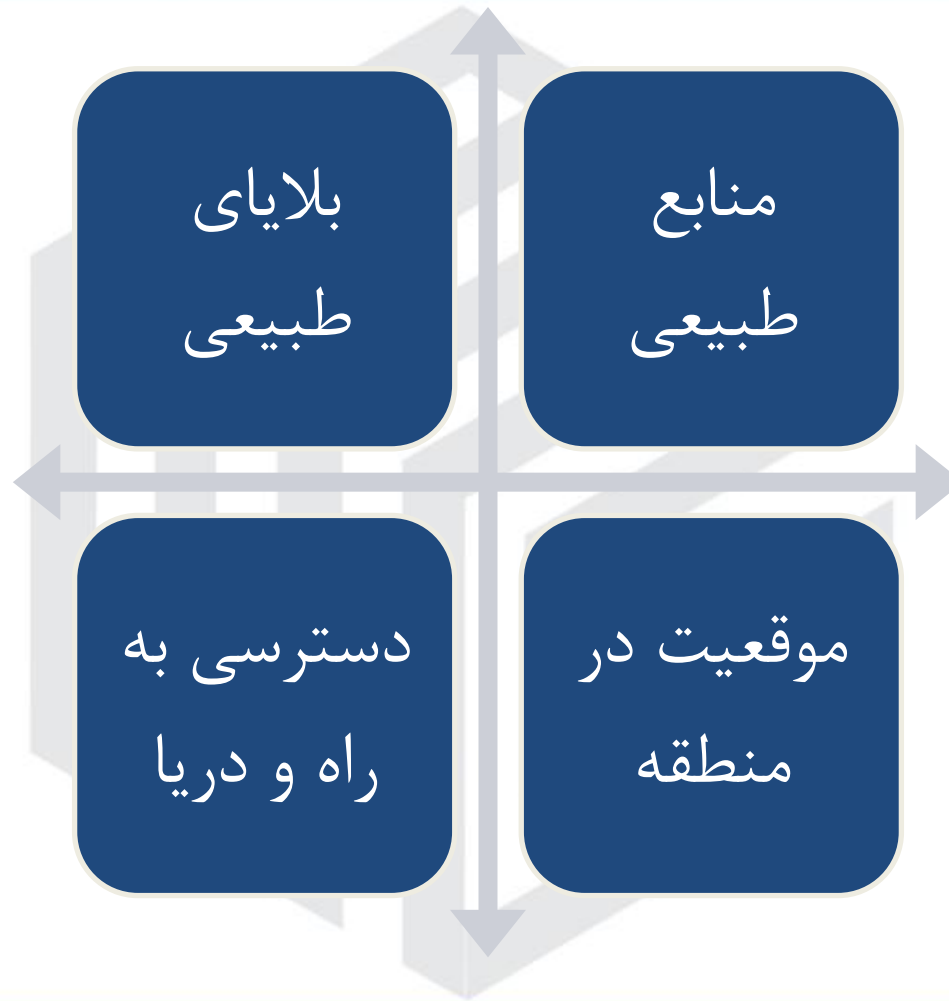 منابع
طبیعی
بلایای
طبیعی
موقعیت در
منطقه
دسترسی به
راه و دریا